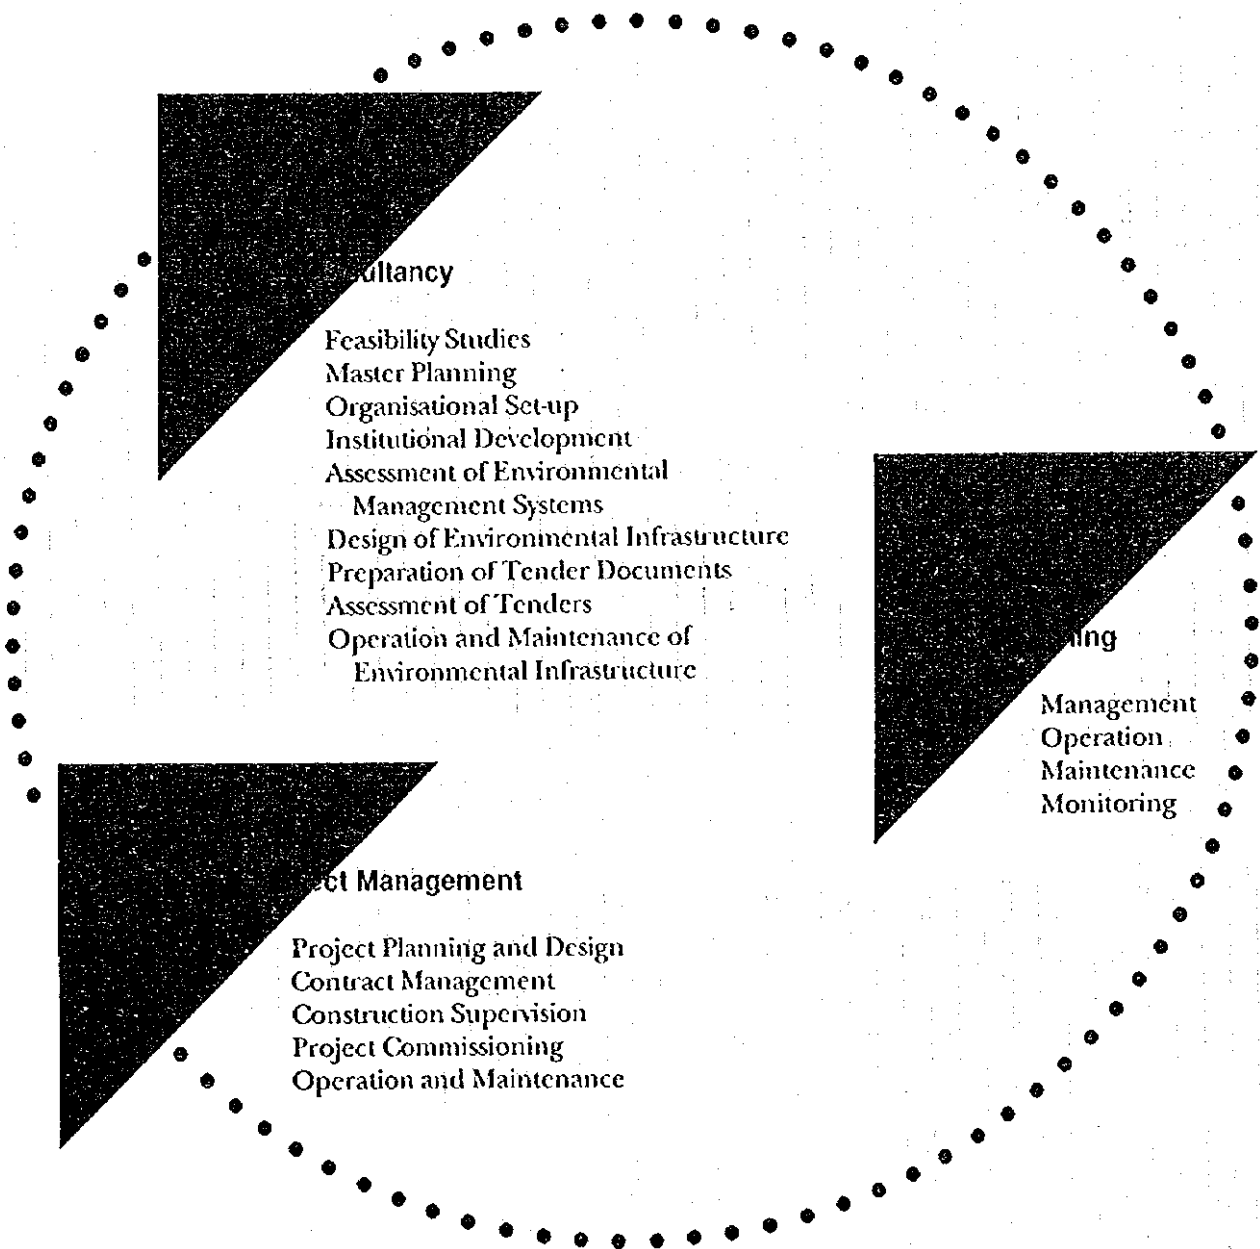 ultancy
Feasibility Studies
Master Planning
Organisational Set-up
Institutional Development
Assessment of Environmental
Management Systems
Design of Environmental Infrastructure
Preparation of Tender Documents
Assessment of Tenders
Operation and Maintenance of
Environmental Infrastructure
ning
Management
Operation
Maintenance
Monitoring
ect Management
Project Planning and Design
Contract Management
Construction Supervision
Project Commissioning
Operation and Maintenance